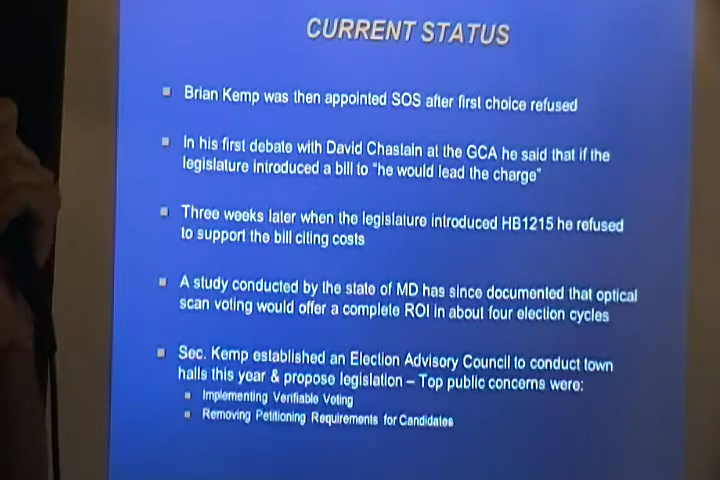 CURRENT STATUS
Brian Kemp was then appointed SOS after first choice refused
In his first debate with David Chastain at the GCA he said that if the
legislature introduced a bill to "he would lead the charge"
Three weeks later when the legislature introduced HB1215 he refused
to support the bill citing costs
A study conducted by the state of MD has since documented that optical
scan voting would offer a complete ROI in about four election cycles
Sec. Kemp established an Election Advisory Council to conduct town
halls this year & propose legislation – Top public concerns were:
Implementing Verifiable Voting
Removing Petitioning Requirements for Candidates